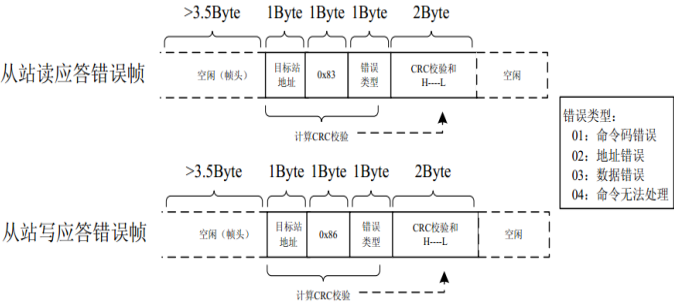 >3.5Byte 1Byte 1Byte 1Byte 2Byte
从站读应答错误帧
空闲（帧头）
目标站
地址
0x83
错误
类型
CRC校验和
H----L
空闲
计算CRC校验
错误类型：
01：命令码错误
02：地址错误
03：数据错误
04：命令无法处理
>3.5Byte 1Byte 1Byte 1Byte 2Byte
从站写应答错误帧
空闲（帧头）
目标站
地址
0x86
错误
类型
CRC校验和
H----L
空闲
计算CRC校验